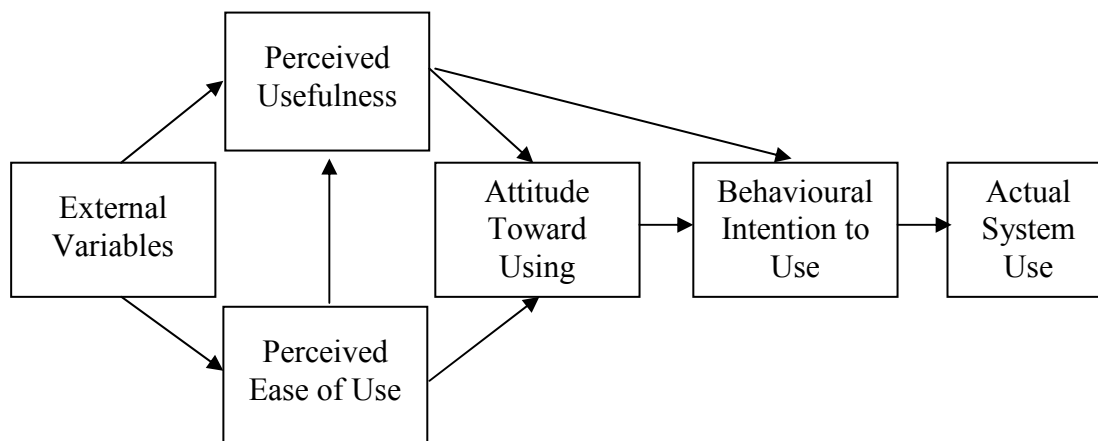 Perceived
Usefulness
External
Variables
Attitude
Toward
Using
Behavioural
Intention to
Use
Actual
System
Use
Perceived
Ease of Use